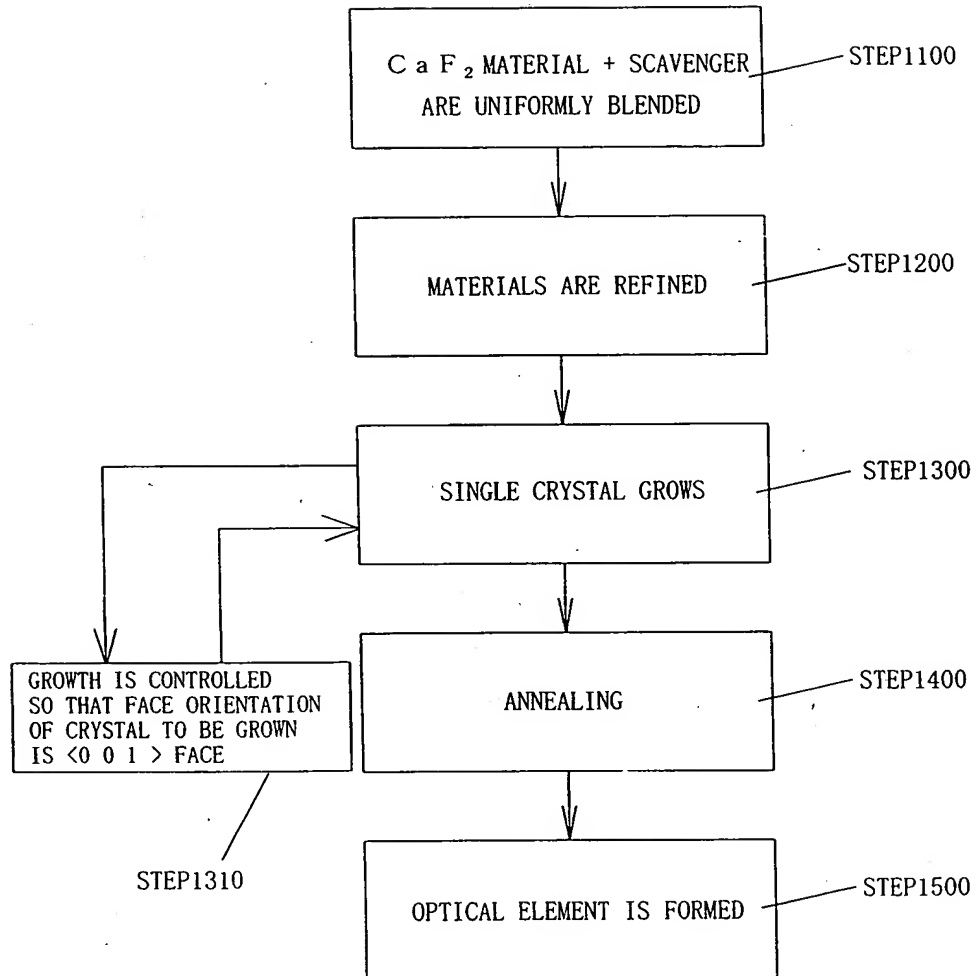 CaF₂ MATERIAL + SCAVENGER
ARE UNIFORMLY BLENDED
STEP1100
MATERIALS ARE REFINED
STEP1200
SINGLE CRYSTAL GROWS
STEP1300
GROWTH IS CONTROLLED
SO THAT FACE ORIENTATION
OF CRYSTAL TO BE GROWN
IS <0 0 1 > FACE
STEP1310
ANNEALING
STEP1400
OPTICAL ELEMENT IS FORMED
STEP1500